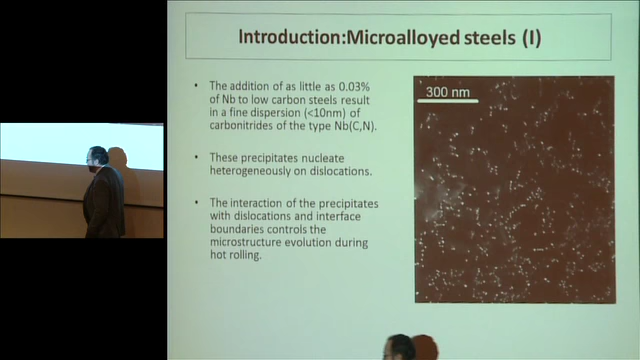 Introduction:Microalloyed steels (I)
• The addition of as little as 0.03%
of Nb to low carbon steels result
in a fine dispersion (<10nm) of
carbonitrides of the type Nb(C,N).
• These precipitates nucleate
heterogeneously on dislocations.
• The interaction of the precipitates
with dislocations and interface
boundaries controls the
microstructure evolution during
hot rolling.
300 nm